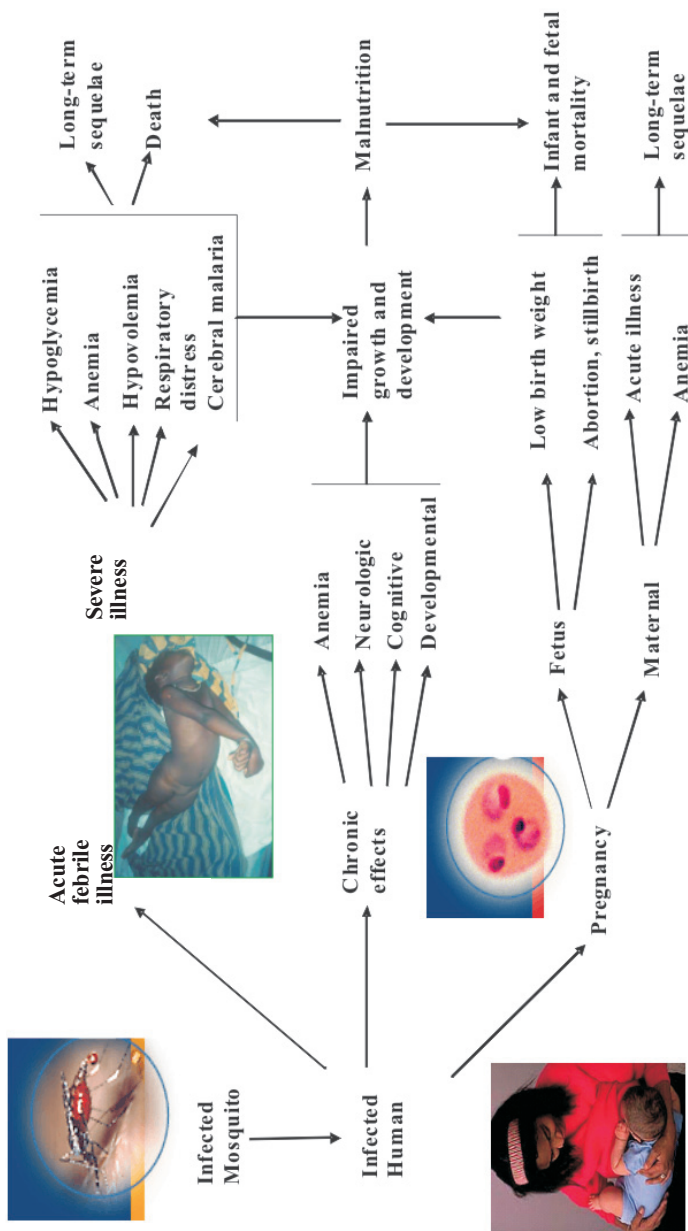 Infected
Mosquito
Infected
Human
Acute
febrile
illness
Severe
illness
Hypoglycemia
Anemia
Hypovolemia
Respiratory
distress
Cerebral malaria
Long-term
sequelae
Death
Chronic
effects
Anemia
Neurologic
Cognitive
Developmental
Impaired
growth and
development
Malnutrition
Pregnancy
Fetus
Low birth weight
Abortion, stillbirth
Infant and fetal
mortality
Maternal
Acute illness
Anemia
Long-term
sequelae